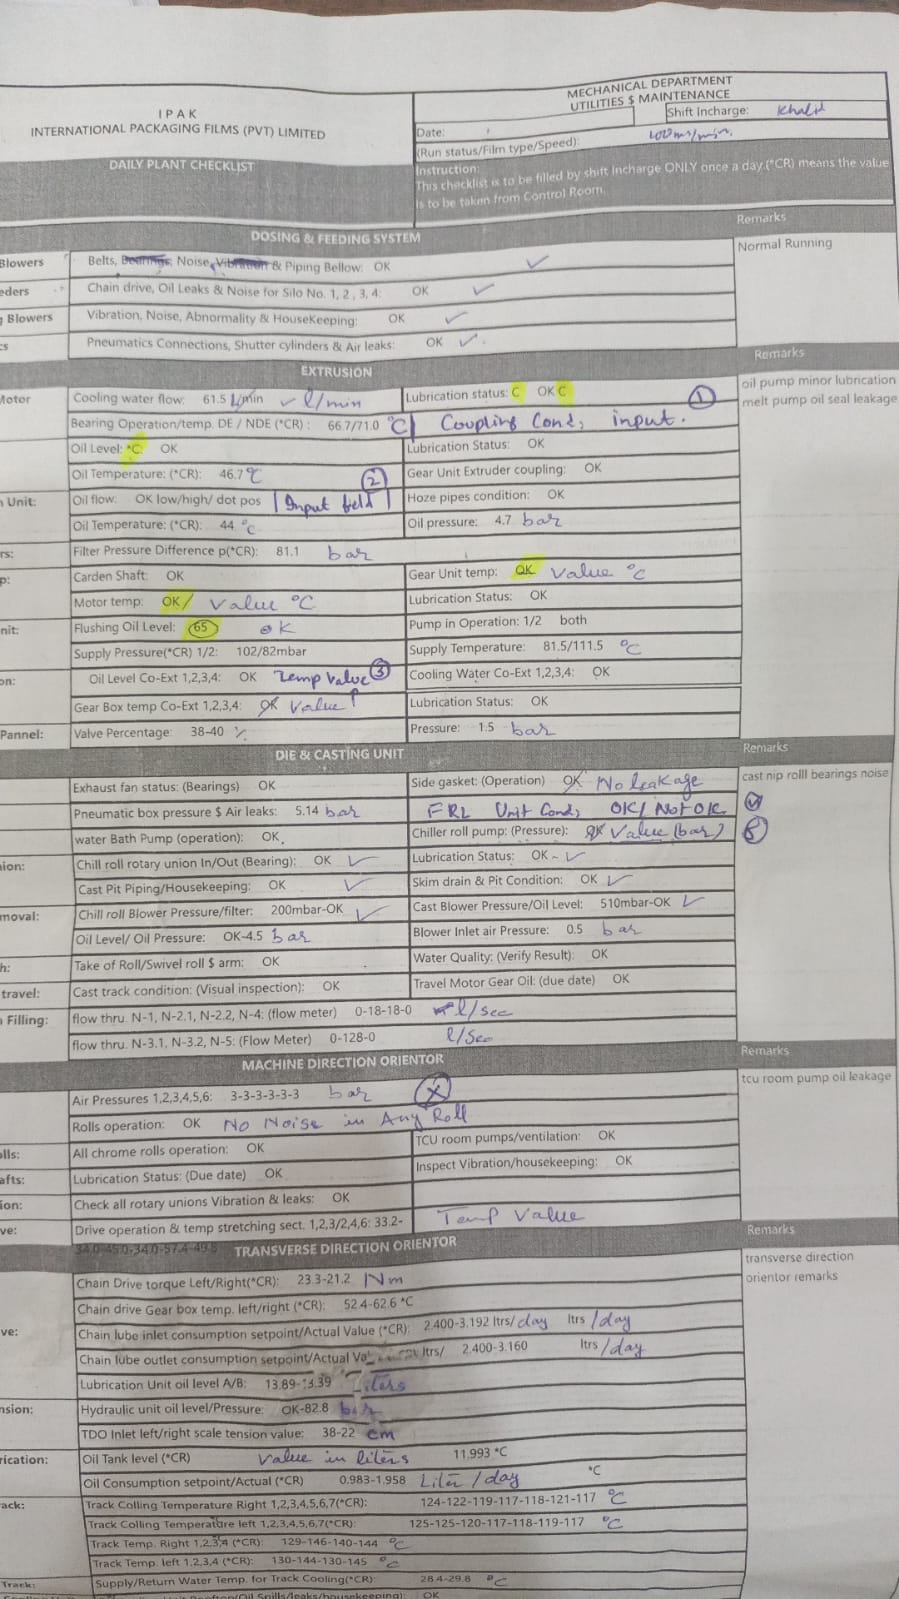 IPAK
INTERNATIONAL PACKAGING FILMS (PVT) LIMITED
MECHANICAL DEPARTMENT
UTILITIES $ MAINTENANCE
Shift Incharge: Khalid
Date:
(Run status/Film type/Speed): 400m/min.
DAILY PLANT CHECKLIST
Instruction:
This checklist is to be filled by shift Incharge ONLY once a day.(*CR) means the value
is to be taken from Control Room.
DOSING & FEEDING SYSTEM Remarks
Blowers Belts, Bearings, Noise, Vibration & Piping Bellow: OK ✓ Normal Running
eders Chain drive, Oil Leaks & Noise for Silo No. 1, 2 , 3, 4: OK ✓
Blowers Vibration, Noise, Abnormality & HouseKeeping: OK ✓
s Pneumatics Connections, Shutter cylinders & Air leaks: OK ✓
EXTRUSION Remarks
Motor Cooling water flow: 61.5 L/min ✓ l/min Lubrication status: C OK C oil pump minor lubrication
① melt pump oil seal leakage
Bearing Operation/temp. DE / NDE (*CR) : 66.7/71.0 °C Coupling Cond, input.
Oil Level: °C: OK Lubrication Status: OK
Oil Temperature: (*CR): 46.7 °C Gear Unit Extruder coupling: OK
Unit: Oil flow: OK low/high/ dot pos ② Input field Hoze pipes condition: OK
Oil Temperature: (*CR): 44 °C Oil pressure: 4.7 bar
rs: Filter Pressure Difference p(*CR): 81.1 bar
p: Carden Shaft: OK Gear Unit temp: OK Value °C
Motor temp: OK/ Value °C Lubrication Status: OK
nit: Flushing Oil Level: 65 OK Pump in Operation: 1/2 both
Supply Pressure(*CR) 1/2: 102/82mbar Supply Temperature: 81.5/111.5 °C
on: Oil Level Co-Ext 1,2,3,4: OK Temp Value ③ Cooling Water Co-Ext 1,2,3,4: OK
Gear Box temp Co-Ext 1,2,3,4: OK Value ↑ Lubrication Status: OK
Pannel: Valve Percentage: 38-40 % Pressure: 1.5 bar
DIE & CASTING UNIT Remarks
Exhaust fan status: (Bearings) OK Side gasket: (Operation) OK No leakage cast nip rolll bearings noise
Pneumatic box pressure $ Air leaks: 5.14 bar FRL Unit Cond, OK/ Not OK
water Bath Pump (operation): OK Chiller roll pump: (Pressure): OK Value (bar)
ion: Chill roll rotary union In/Out (Bearing): OK ✓ Lubrication Status: OK ✓
Cast Pit Piping/Housekeeping: OK ✓ Skim drain & Pit Condition: OK ✓
moval: Chill roll Blower Pressure/filter: 200mbar-OK ✓ Cast Blower Pressure/Oil Level: 510mbar-OK ✓
Oil Level/ Oil Pressure: OK-4.5 bar Blower Inlet air Pressure: 0.5 bar
h: Take of Roll/Swivel roll $ arm: OK Water Quality: (Verify Result): OK
travel: Cast track condition: (Visual inspection): OK Travel Motor Gear Oil: (due date) OK
Filling: flow thru. N-1, N-2.1, N-2.2, N-4: (flow meter) 0-18-18-0 l/sec
flow thru. N-3.1, N-3.2, N-5: (Flow Meter) 0-128-0 l/Sec
MACHINE DIRECTION ORIENTOR Remarks
Air Pressures 1,2,3,4,5,6: 3-3-3-3-3-3 bar tcu room pump oil leakage
Rolls operation: OK No Noise in Any Roll
lls: All chrome rolls operation: OK TCU room pumps/ventilation: OK
afts: Lubrication Status: (Due date) OK Inspect Vibration/housekeeping: OK
ion: Check all rotary unions Vibration & leaks: OK
ve: Drive operation & temp stretching sect. 1,2,3/2,4,6: 33.2- Temp Value
34.0-45.0-34.0-57.4-49.8 TRANSVERSE DIRECTION ORIENTOR Remarks
Chain Drive torque Left/Right(*CR): 23.3-21.2 Nm transverse direction
orientor remarks
Chain drive Gear box temp. left/right (*CR): 52.4-62.6 °C
ve: Chain lube inlet consumption setpoint/Actual Value (*CR): 2.400-3.192 ltrs/ day ltrs /day
Chain lube outlet consumption setpoint/Actual ltrs/ 2.400-3.160 ltrs /day
Lubrication Unit oil level A/B: 13.89-13.39 Liters
nsion: Hydraulic unit oil level/Pressure: OK-82.8 bar
TDO Inlet left/right scale tension value: 38-22 cm
rication: Oil Tank level (*CR) value in liters 11.993 °C
Oil Consumption setpoint/Actual (*CR) 0.983-1.958 Liter /day °C
ack: Track Colling Temperature Right 1,2,3,4,5,6,7(*CR): 124-122-119-117-118-121-117 °C
Track Colling Temperature left 1,2,3,4,5,6,7(*CR): 125-125-120-117-118-119-117 °C
Track Temp. Right 1,2,3,4 (*CR): 129-146-140-144 °C
Track Temp. left 1,2,3,4 (*CR): 130-144-130-145 °C
Track: Supply/Return Water Temp. for Track Cooling(*CR): 28.4-29.8 °C
(Oil Spills/leaks/housekeeping): OK